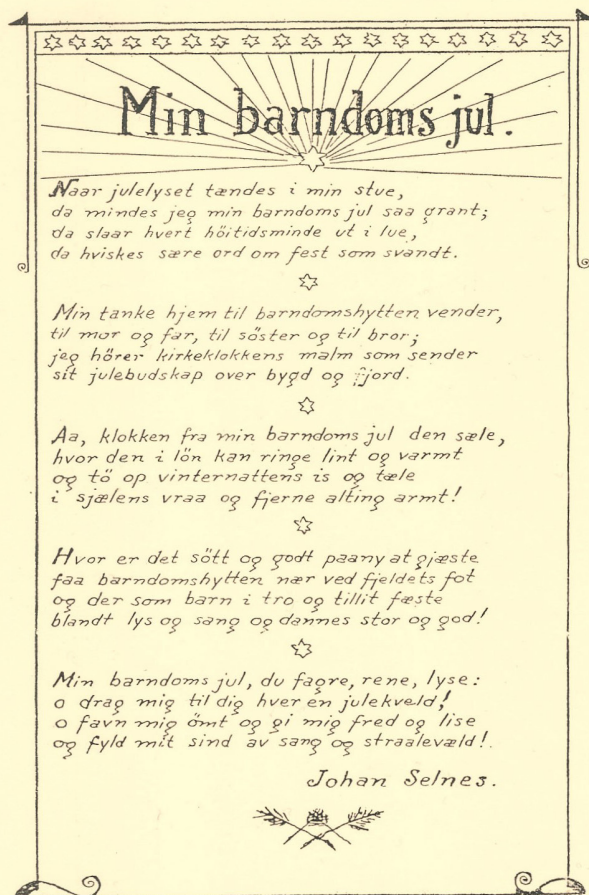 Min barndoms jul.
Naar julelyset tændes i min stue,
da mindes jeg min barndoms jul saa grant;
da slaar hvert höitidsminde ut i lue,
da hviskes sære ord om fest som svandt.
Min tanke hjem til barndomshytten vender,
til mor og far, til söster og til bror;
jeg hörer kirkeklokkens malm som sender
sit julebudskap over bygd og fjord.
Aa, klokken fra min barndoms jul den sæle,
hvor den i lön kan ringe lint og varmt
og tö op vinternattens is og tæle
i sjælens vraa og fjerne alting armt!
Hvor er det sött og godt paany at gjæste
faa barndomshytten nær ved fjeldets fot
og der som barn i tro og tillit fæste
blandt lys og sang og dannes stor og god!
Min barndoms jul, du fagre, rene, lyse:
o drag mig til dig hver en julekveld!
o favn mig ömt og gi mig fred og lise
og fyld mit sind av sang og straalevæld!
Johan Selnes.